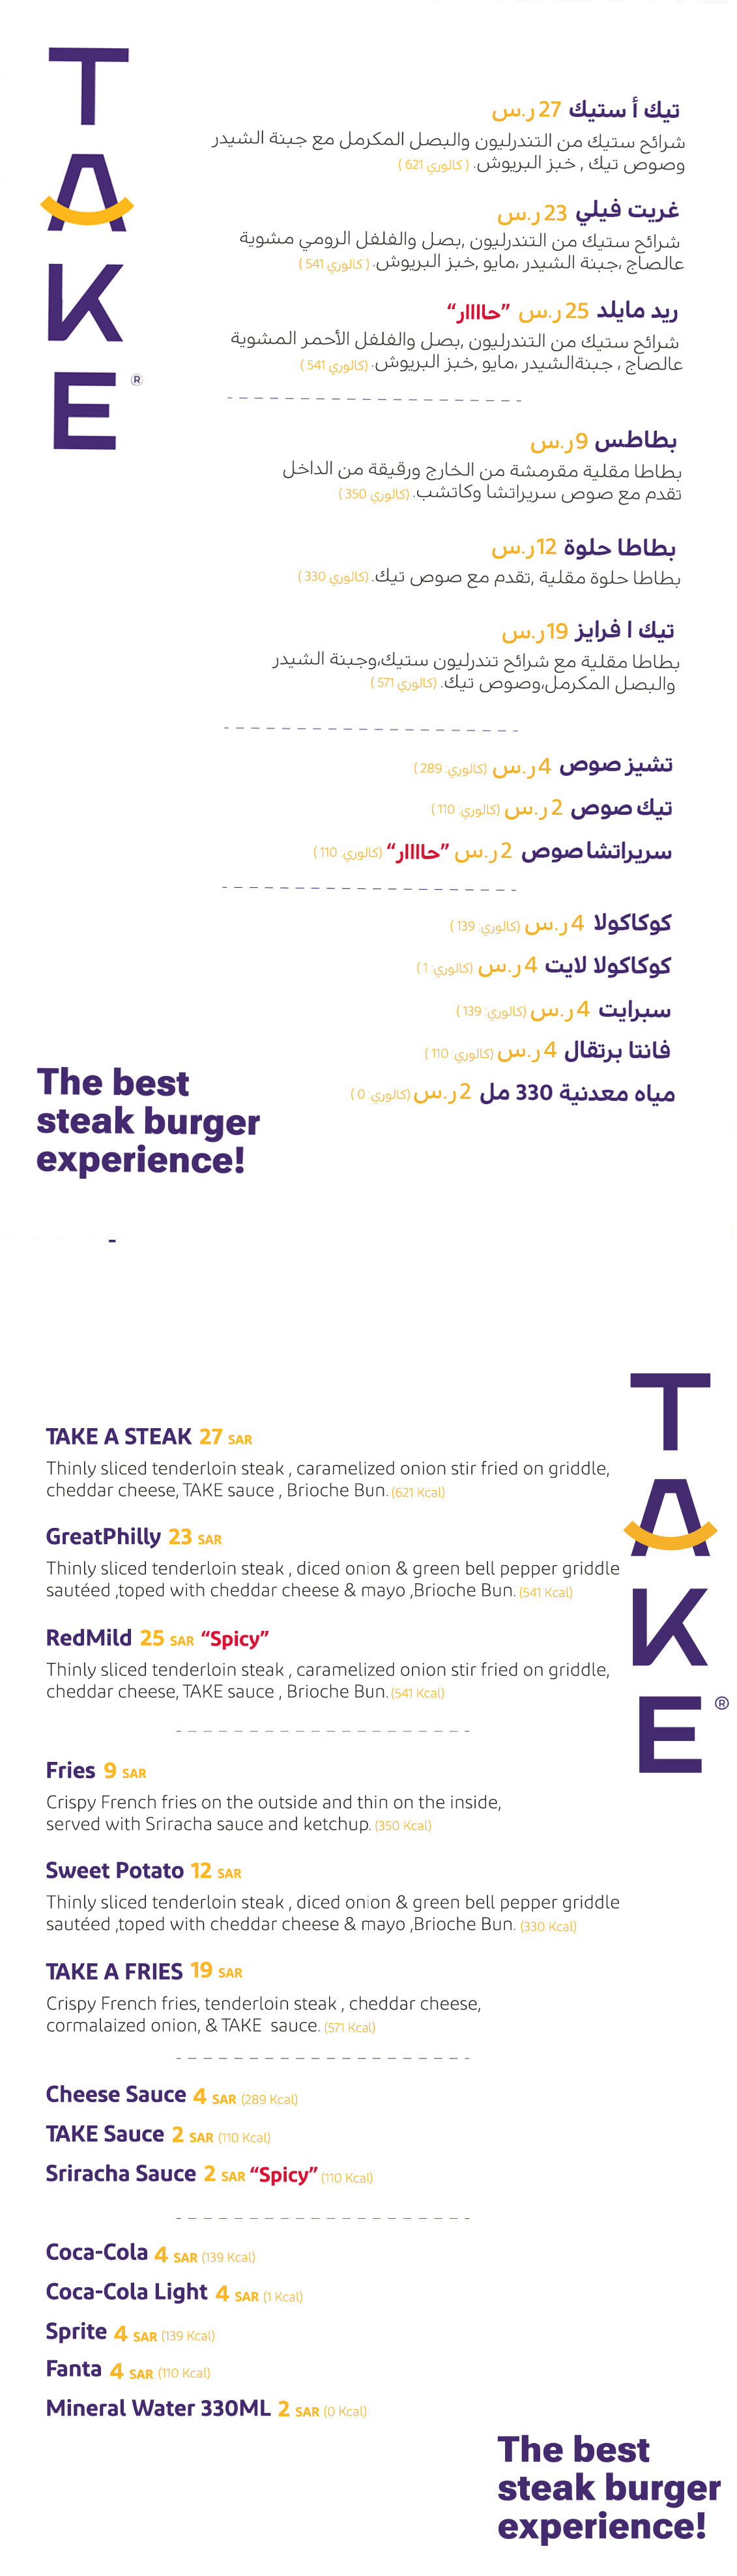 TAKE®
تيك أ ستيك 27 ر.س
شرائح ستيك من التندرليون والبصل المكرمل مع جبنة الشيدر
وصوص تيك , خبز البريوش. ( كالوري 621 )
غريت فيلي 23 ر.س
شرائح ستيك من التندرليون ,بصل والفلفل الرومي مشوية
عالصاج ,جبنة الشيدر ,مايو, خبز البريوش. ( كالوري 541 )
ريد مايلد 25 ر.س “حاااار”
شرائح ستيك من التندرليون ,بصل والفلفل الأحمر المشوية
عالصاج , جبنةالشيدر ,مايو, خبز البريوش. (كالوري 541 )
بطاطس 9ر.س
بطاطا مقلية مقرمشة من الخارج ورقيقة من الداخل
تقدم مع صوص سريراتشا وكاتشب. (كالوري 350 )
بطاطا حلوة 12ر.س
بطاطا حلوة مقلية ,تقدم مع صوص تيك. (كالوري 330 )
تيك ا فرايز 19ر.س
بطاطا مقلية مع شرائح تندرليون ستيك,وجبنة الشيدر
والبصل المكرمل,وصوص تيك. (كالوري 571 )
تشيز صوص 4ر.س (كالوري: 289 )
تيك صوص 2ر.س (كالوري: 110 )
سريراتشا صوص 2ر.س “حاااار” (كالوري: 110 )
كوكاكولا 4ر.س (كالوري: 139 )
كوكاكولا لايت 4ر.س (كالوري: 1 )
سبرايت 4ر.س (كالوري: 139 )
فانتا برتقال 4ر.س (كالوري: 110 )
مياه معدنية 330 مل 2ر.س (كالوري: 0 )
The best
steak burger
experience!
TAKE®
TAKE A STEAK 27 SAR
Thinly sliced tenderloin steak , caramelized onion stir fried on griddle,
cheddar cheese, TAKE sauce , Brioche Bun. (621 Kcal)
GreatPhilly 23 SAR
Thinly sliced tenderloin steak , diced onion & green bell pepper griddle
sautéed ,toped with cheddar cheese & mayo ,Brioche Bun. (541 Kcal)
RedMild 25 SAR “Spicy”
Thinly sliced tenderloin steak , caramelized onion stir fried on griddle,
cheddar cheese, TAKE sauce , Brioche Bun. (541 Kcal)
Fries 9 SAR
Crispy French fries on the outside and thin on the inside,
served with Sriracha sauce and ketchup. (350 Kcal)
Sweet Potato 12 SAR
Thinly sliced tenderloin steak , diced onion & green bell pepper griddle
sautéed ,toped with cheddar cheese & mayo ,Brioche Bun. (330 Kcal)
TAKE A FRIES 19 SAR
Crispy French fries, tenderloin steak , cheddar cheese,
cormalaized onion, & TAKE sauce. (571 Kcal)
Cheese Sauce 4 SAR (289 Kcal)
TAKE Sauce 2 SAR (110 Kcal)
Sriracha Sauce 2 SAR “Spicy” (110 Kcal)
Coca-Cola 4 SAR (139 Kcal)
Coca-Cola Light 4 SAR (1 Kcal)
Sprite 4 SAR (139 Kcal)
Fanta 4 SAR (110 Kcal)
Mineral Water 330ML 2 SAR (0 Kcal)
The best
steak burger
experience!